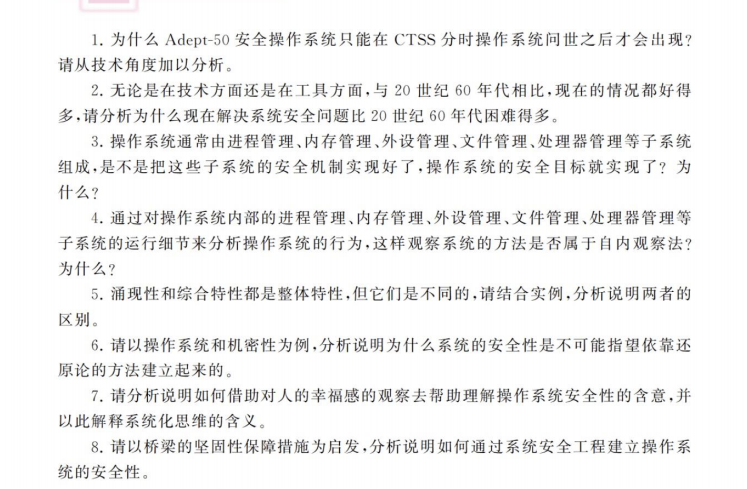 1. 为什么 Adept-50 安全操作系统只能在 CTSS 分时操作系统问世之后才会出现?
请从技术角度加以分析。
2. 无论是在技术方面还是在工具方面,与 20 世纪 60 年代相比,现在的情况都好得
多,请分析为什么现在解决系统安全问题比 20 世纪 60 年代困难得多。
3. 操作系统通常由进程管理、内存管理、外设管理、文件管理、处理器管理等子系统
组成,是不是把这些子系统的安全机制实现好了,操作系统的安全目标就实现了? 为
什么?
4. 通过对操作系统内部的进程管理、内存管理、外设管理、文件管理、处理器管理等
子系统的运行细节来分析操作系统的行为,这样观察系统的方法是否属于自内观察法?
为什么?
5. 涌现性和综合特性都是整体特性,但它们是不同的,请结合实例,分析说明两者的
区别。
6. 请以操作系统和机密性为例,分析说明为什么系统的安全性是不可能指望依靠还
原论的方法建立起来的。
7. 请分析说明如何借助对人的幸福感的观察去帮助理解操作系统安全性的含意,并
以此解释系统化思维的含义。
8. 请以桥梁的坚固性保障措施为启发,分析说明如何通过系统安全工程建立操作系
统的安全性。